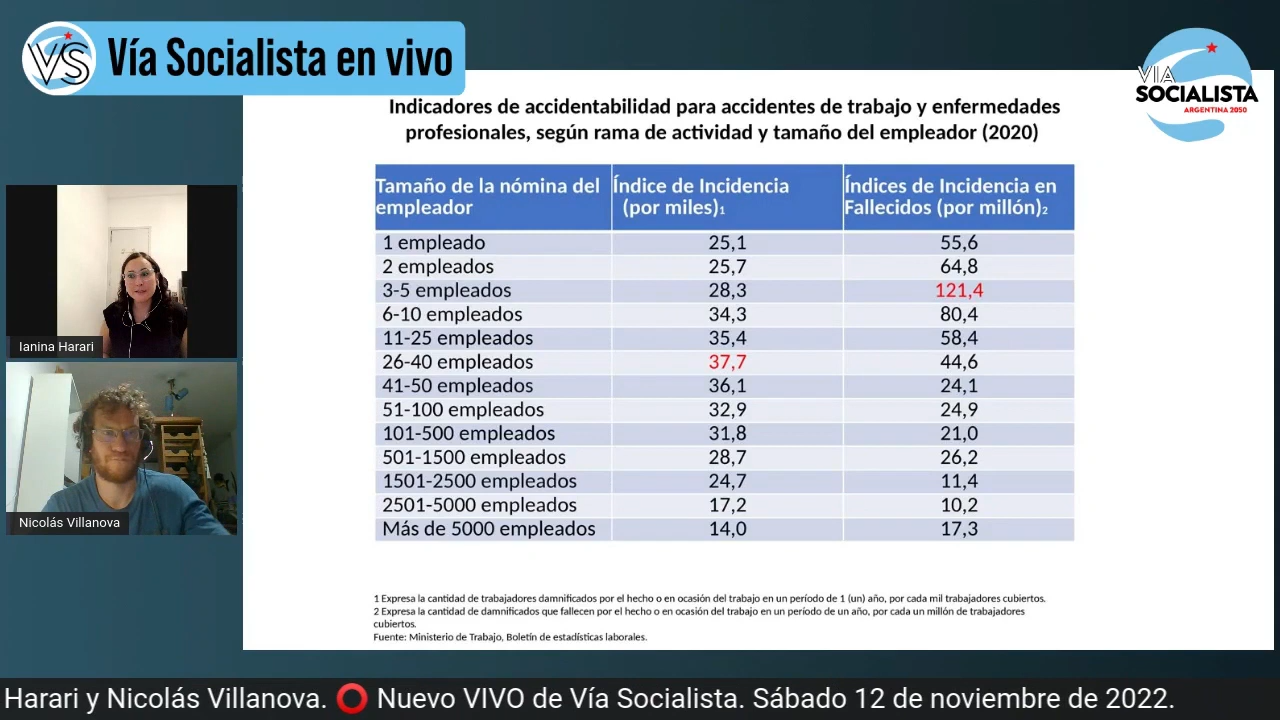 VS Vía Socialista en vivo
VIA
SOCIALISTA
ARGENTINA 2050
Indicadores de accidentabilidad para accidentes de trabajo y enfermedades
profesionales, según rama de actividad y tamaño del empleador (2020)
Tamaño de la nómina del empleador Índice de Incidencia (por miles)1 Índices de Incidencia en Fallecidos (por millón)2
1 empleado 25,1 55,6
2 empleados 25,7 64,8
3-5 empleados 28,3 121,4
6-10 empleados 34,3 80,4
11-25 empleados 35,4 58,4
26-40 empleados 37,7 44,6
41-50 empleados 36,1 24,1
51-100 empleados 32,9 24,9
101-500 empleados 31,8 21,0
501-1500 empleados 28,7 26,2
1501-2500 empleados 24,7 11,4
2501-5000 empleados 17,2 10,2
Más de 5000 empleados 14,0 17,3
1 Expresa la cantidad de trabajadores damnificados por el hecho o en ocasión del trabajo en un período de 1 (un) año, por cada mil trabajadores cubiertos.
2 Expresa la cantidad de damnificados que fallecen por el hecho o en ocasión del trabajo en un período de un año, por cada un millón de trabajadores
cubiertos.
Fuente: Ministerio de Trabajo, Boletín de estadísticas laborales.
Ianina Harari
Nicolás Villanova
Harari y Nicolás Villanova. ⭕ Nuevo VIVO de Vía Socialista. Sábado 12 de noviembre de 2022.